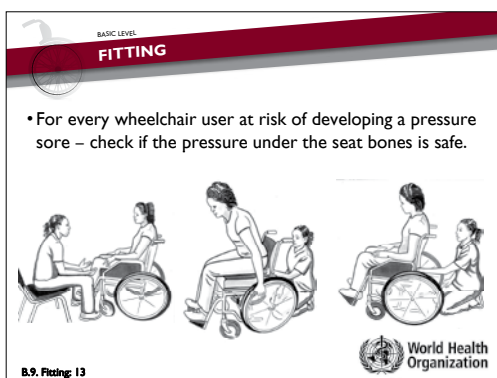 BASIC LEVEL
FITTING
• For every wheelchair user at risk of developing a pressure
sore – check if the pressure under the seat bones is safe.
World Health
Organization
B.9. Fitting: 13